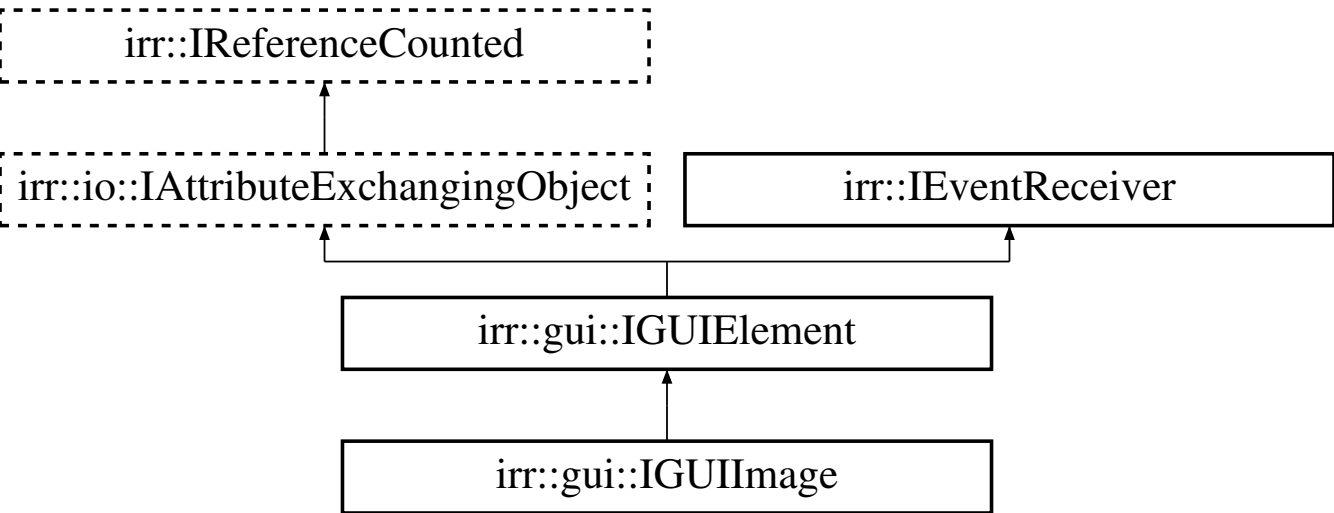 irr::IReferenceCounted
irr::io::IAttributeExchangingObject
irr::IEventReceiver
irr::gui::IGUIElement
irr::gui::IGUIImage